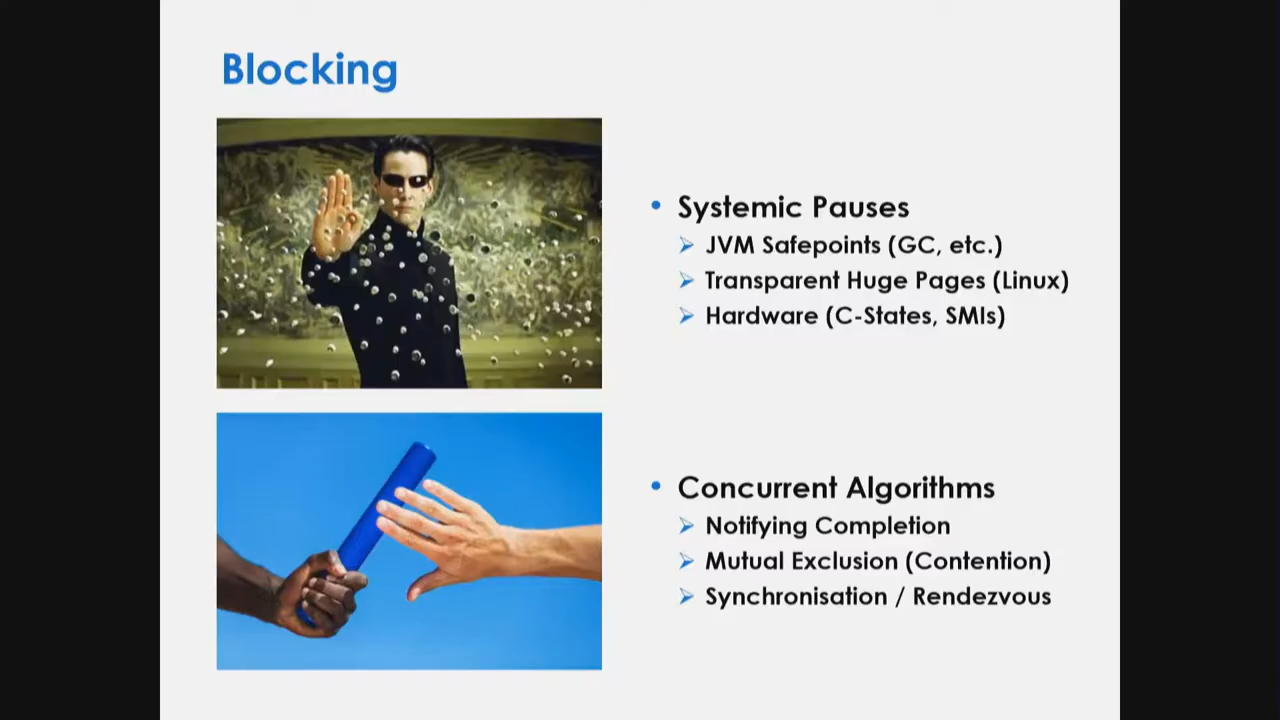 Blocking
• Systemic Pauses
➢ JVM Safepoints (GC, etc.)
➢ Transparent Huge Pages (Linux)
➢ Hardware (C-States, SMIs)
• Concurrent Algorithms
➢ Notifying Completion
➢ Mutual Exclusion (Contention)
➢ Synchronisation / Rendezvous